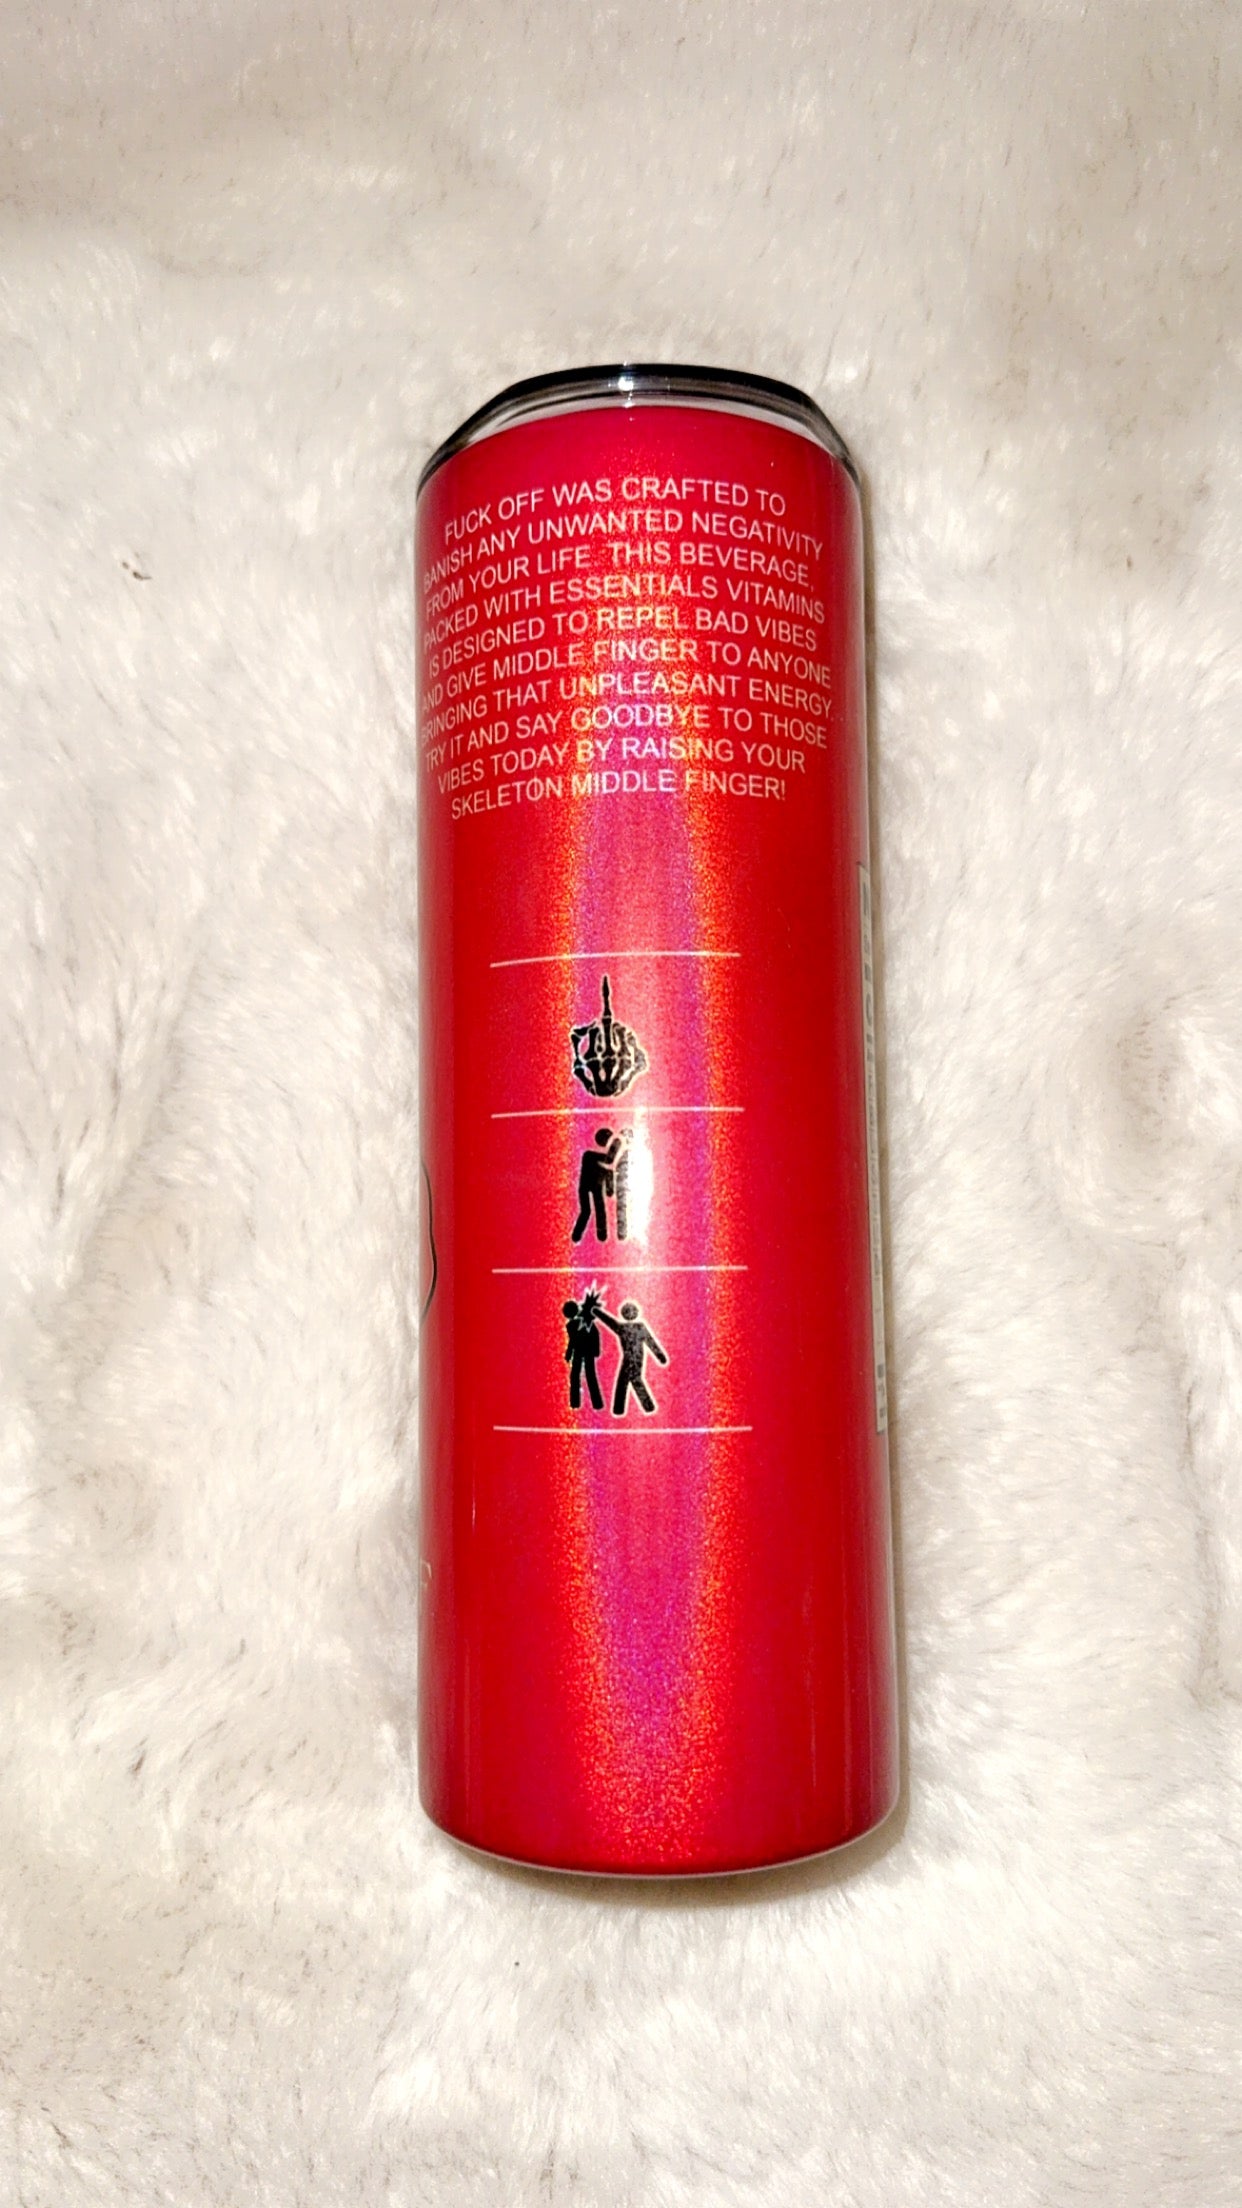 FUCK OFF WAS CRAFTED TO
BANISH ANY UNWANTED NEGATIVITY
FROM YOUR LIFE. THIS BEVERAGE,
PACKED WITH ESSENTIALS VITAMINS
IS DESIGNED TO REPEL BAD VIBES
AND GIVE MIDDLE FINGER TO ANYONE
BRINGING THAT UNPLEASANT ENERGY.
TRY IT AND SAY GOODBYE TO THOSE
VIBES TODAY BY RAISING YOUR
SKELETON MIDDLE FINGER!